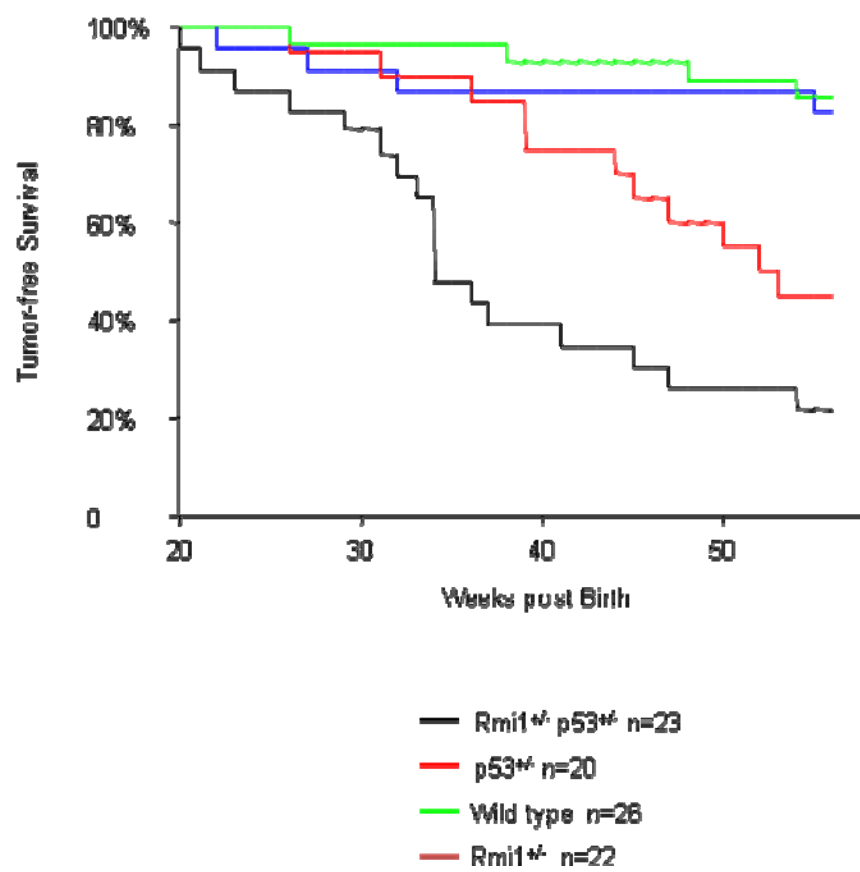 100%
80%
60%
40%
20%
0
Tumor-free Survival
20 30 40 50
Weeks post Birth
Rmi1+/- p53+/- n=23
p53+/- n=20
Wild type n=26
Rmi1+/- n=22